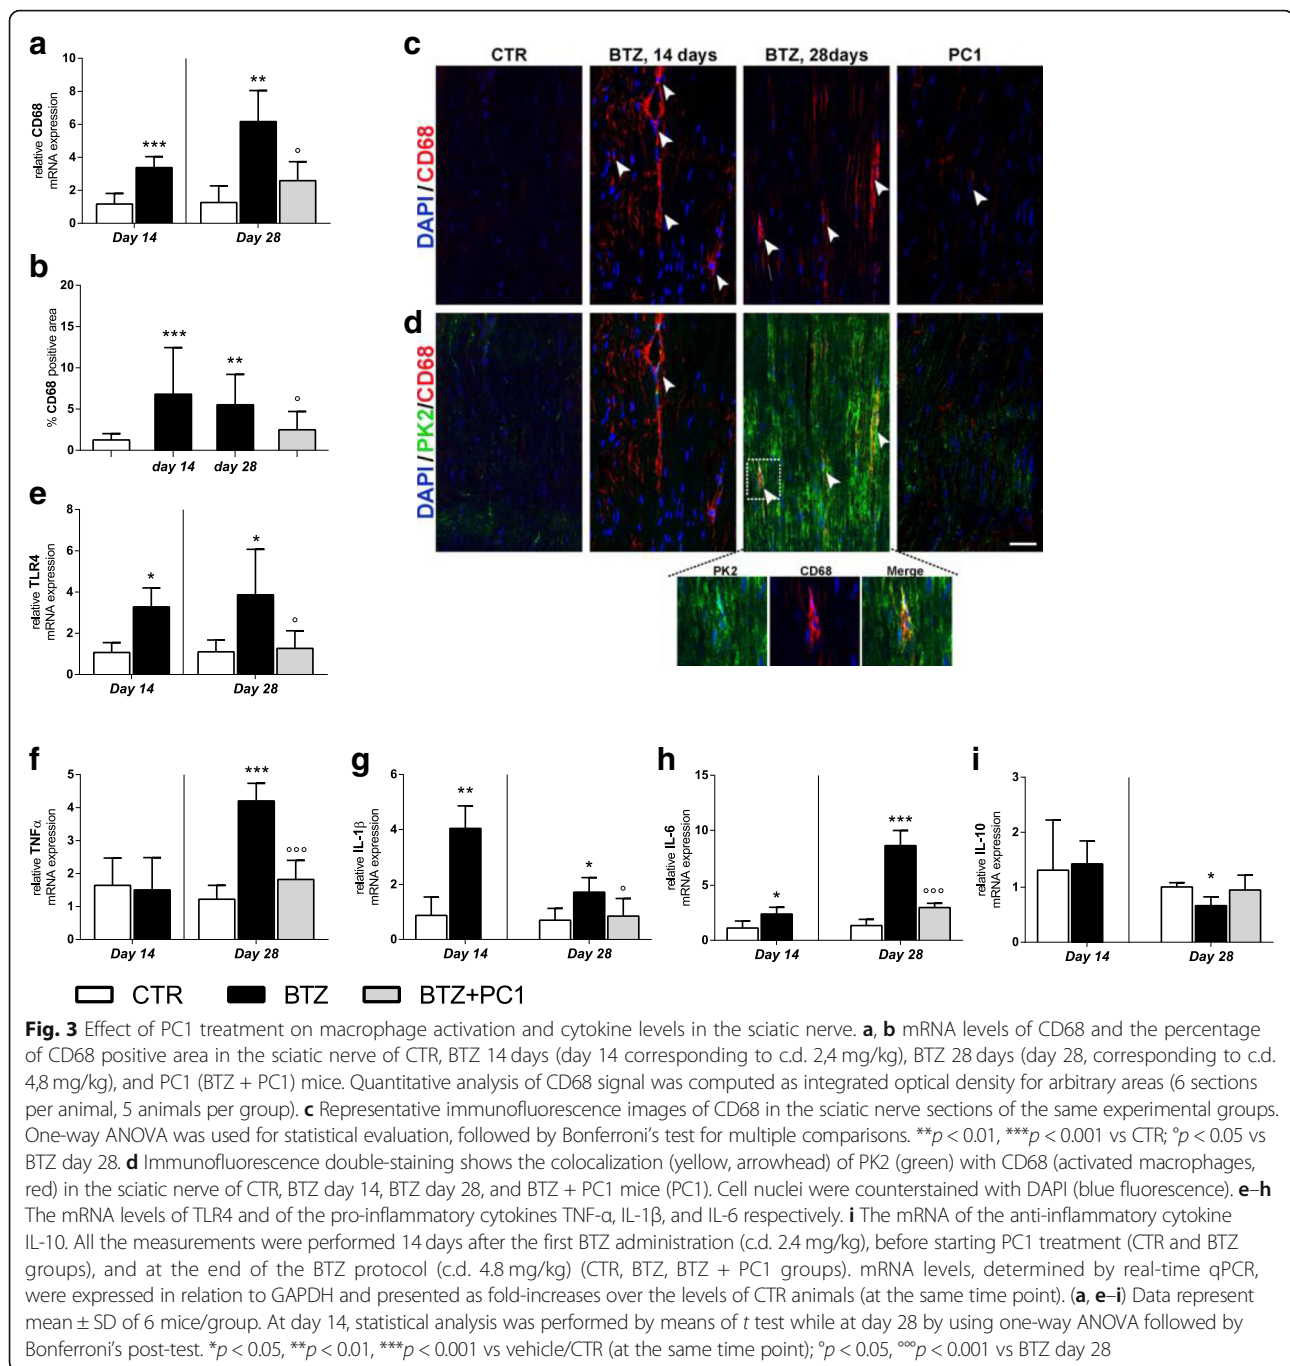 a
relative CD68
mRNA expression
10
8
6
4
2
0
***
**
°
Day 14
Day 28
b
% CD68 positive area
20
15
10
5
0
***
**
°
day 14
day 28
c
CTR
BTZ, 14 days
BTZ, 28days
PC1
DAPI/CD68
d
DAPI/PK2/CD68
PK2
CD68
Merge
e
relative TLR4
mRNA expression
8
6
4
2
0
*
*
°
Day 14
Day 28
f
relative TNFα
mRNA expression
5
4
3
2
1
0
***
°°°
Day 14
Day 28
g
relative IL-1β
mRNA expression
6
4
2
0
**
*
°
Day 14
Day 28
h
relative IL-6
mRNA expression
15
10
5
0
*
***
°°°
Day 14
Day 28
i
relative IL-10
mRNA expression
3
2
1
0
*
Day 14
Day 28
CTR
BTZ
BTZ+PC1
Fig. 3 Effect of PC1 treatment on macrophage activation and cytokine levels in the sciatic nerve. a, b mRNA levels of CD68 and the percentage
of CD68 positive area in the sciatic nerve of CTR, BTZ 14 days (day 14 corresponding to c.d. 2,4 mg/kg), BTZ 28 days (day 28, corresponding to c.d.
4,8 mg/kg), and PC1 (BTZ + PC1) mice. Quantitative analysis of CD68 signal was computed as integrated optical density for arbitrary areas (6 sections
per animal, 5 animals per group). c Representative immunofluorescence images of CD68 in the sciatic nerve sections of the same experimental groups.
One-way ANOVA was used for statistical evaluation, followed by Bonferroni's test for multiple comparisons. **p < 0.01, ***p < 0.001 vs CTR; °p < 0.05 vs
BTZ day 28. d Immunofluorescence double-staining shows the colocalization (yellow, arrowhead) of PK2 (green) with CD68 (activated macrophages,
red) in the sciatic nerve of CTR, BTZ day 14, BTZ day 28, and BTZ + PC1 mice (PC1). Cell nuclei were counterstained with DAPI (blue fluorescence). e–h
The mRNA levels of TLR4 and of the pro-inflammatory cytokines TNF-α, IL-1β, and IL-6 respectively. i The mRNA of the anti-inflammatory cytokine
IL-10. All the measurements were performed 14 days after the first BTZ administration (c.d. 2.4 mg/kg), before starting PC1 treatment (CTR and BTZ
groups), and at the end of the BTZ protocol (c.d. 4.8 mg/kg) (CTR, BTZ, BTZ + PC1 groups). mRNA levels, determined by real-time qPCR,
were expressed in relation to GAPDH and presented as fold-increases over the levels of CTR animals (at the same time point). (a, e–i) Data represent
mean ± SD of 6 mice/group. At day 14, statistical analysis was performed by means of t test while at day 28 by using one-way ANOVA followed by
Bonferroni's post-test. *p < 0.05, **p < 0.01, ***p < 0.001 vs vehicle/CTR (at the same time point); °p < 0.05, °°°p < 0.001 vs BTZ day 28